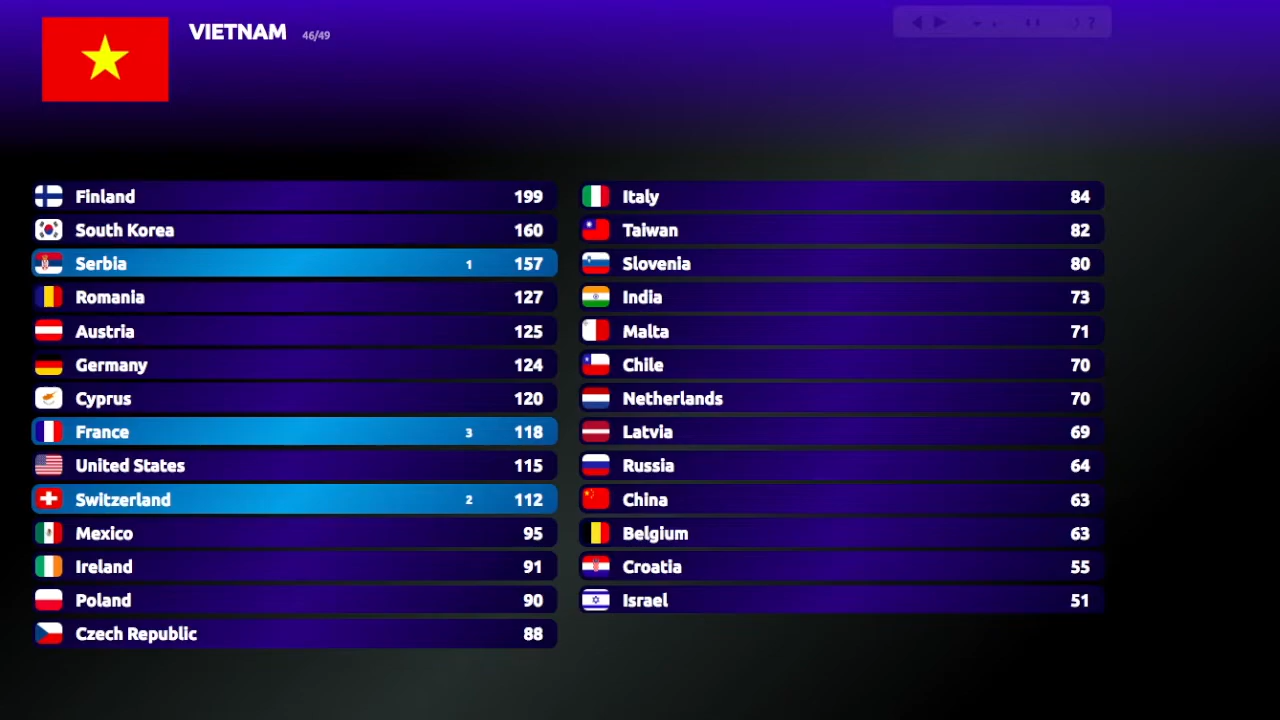 VIETNAM 46/49
Finland 199
South Korea 160
Serbia 1 157
Romania 127
Austria 125
Germany 124
Cyprus 120
France 3 118
United States 115
Switzerland 2 112
Mexico 95
Ireland 91
Poland 90
Czech Republic 88
Italy 84
Taiwan 82
Slovenia 80
India 73
Malta 71
Chile 70
Netherlands 70
Latvia 69
Russia 64
China 63
Belgium 63
Croatia 55
Israel 51